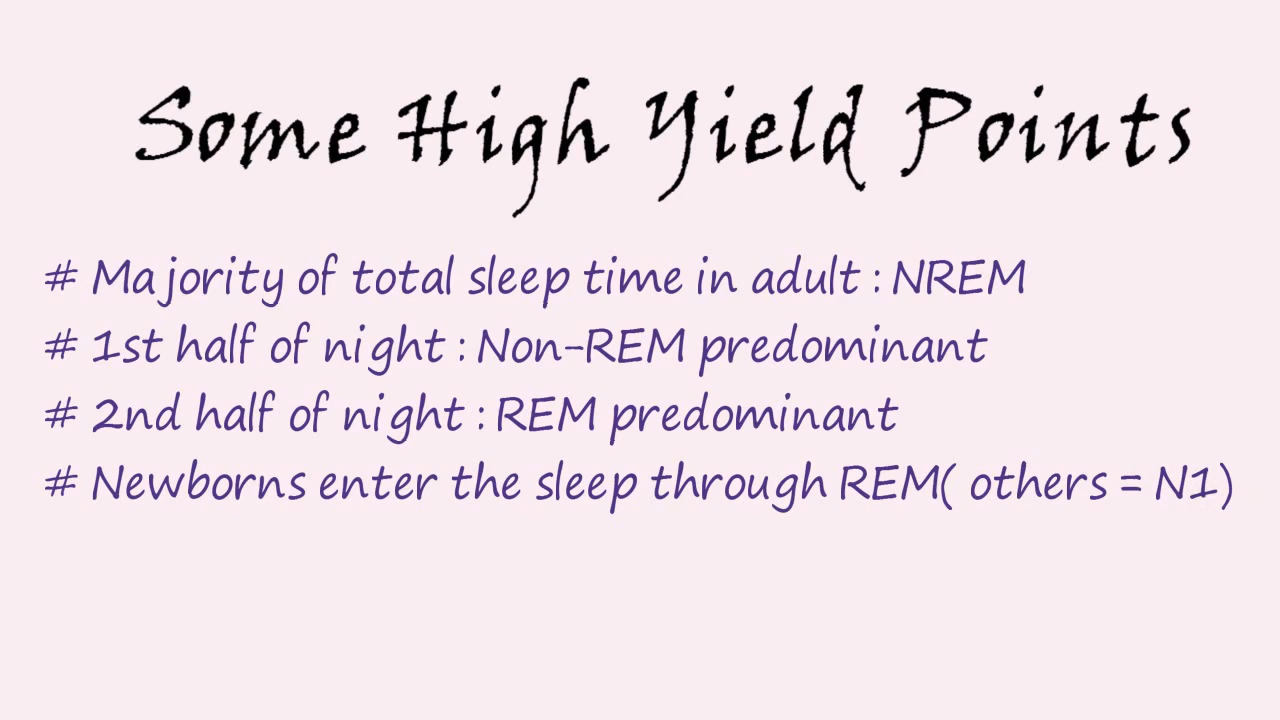 Some High Yield Points
# Majority of total sleep time in adult : NREM
# 1st half of night : Non-REM predominant
# 2nd half of night : REM predominant
# Newborns enter the sleep through REM( others = N1)